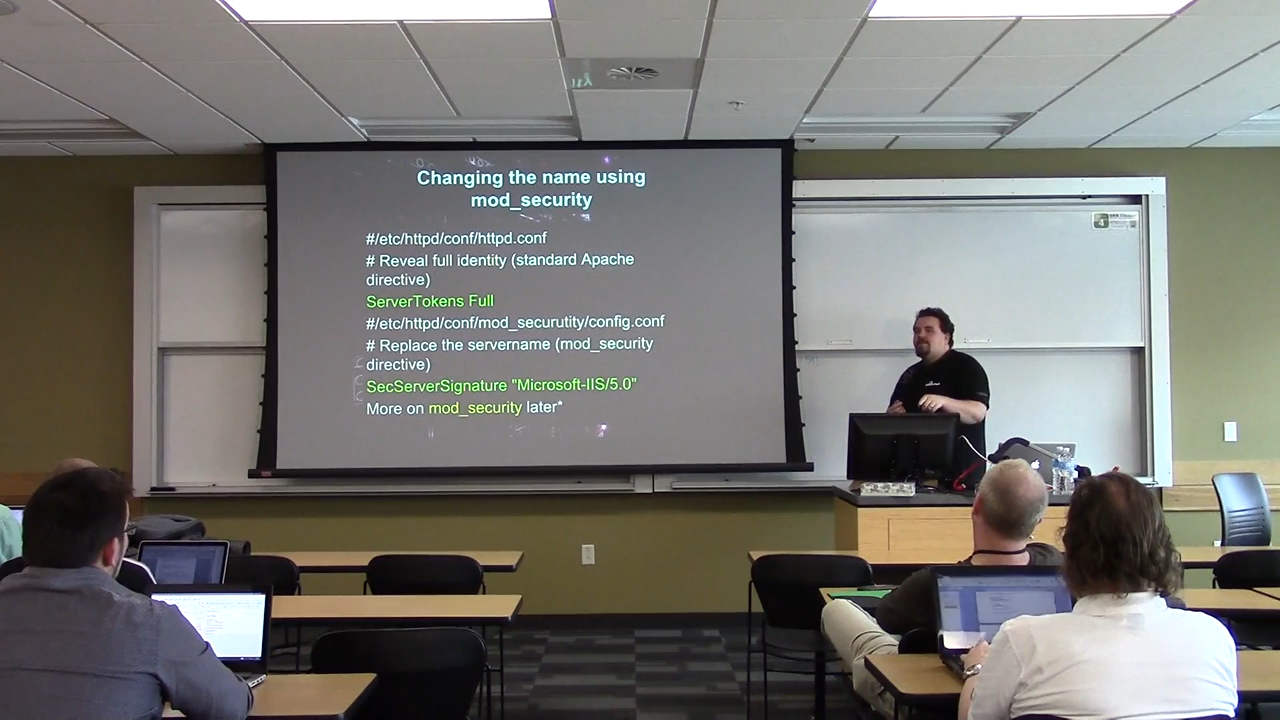 Changing the name using
mod_security
#/etc/httpd/conf/httpd.conf
# Reveal full identity (standard Apache
directive)
ServerTokens Full
#/etc/httpd/conf/mod_securutity/config.conf
# Replace the servername (mod_security
directive)
SecServerSignature "Microsoft-IIS/5.0"
More on mod_security later*